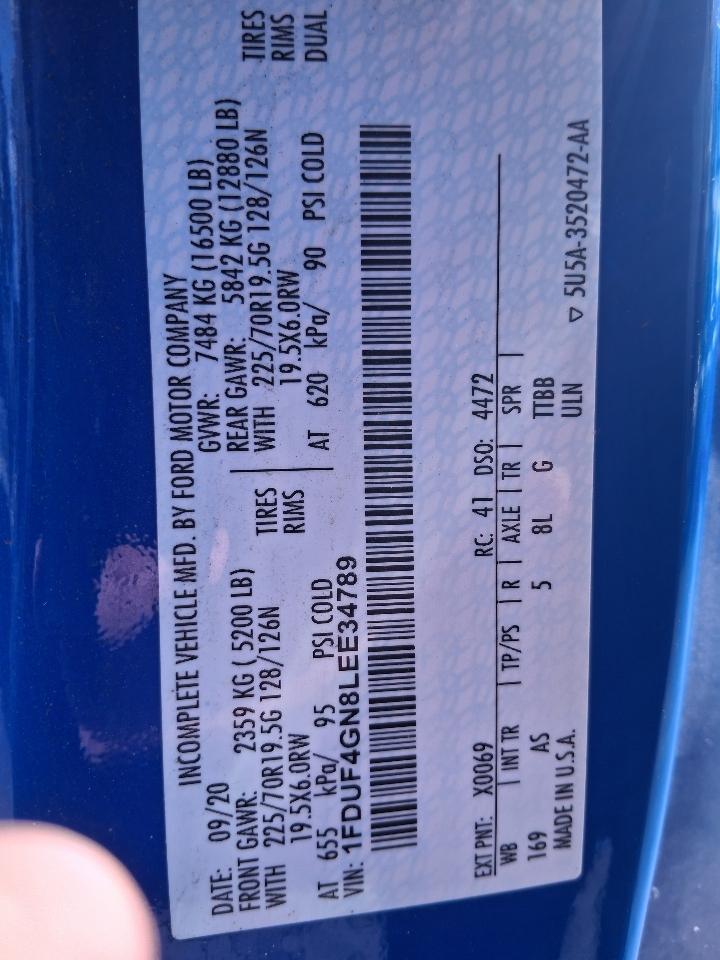 INCOMPLETE VEHICLE MFD. BY FORD MOTOR COMPANY
DATE: 09/20 GVWR: 7484 KG (16500 LB)
FRONT GAWR: 2359 KG ( 5200 LB) REAR GAWR: 5842 KG (12880 LB)
WITH 225/70R19.5G 128/126N TIRES WITH 225/70R19.5G 128/126N TIRES
19.5X6.0RW RIMS 19.5X6.0RW RIMS
AT 655 kPa/ 95 PSI COLD AT 620 kPa/ 90 PSI COLD DUAL
VIN: 1FDUF4GN8LEE34789
EXT PNT: X0069 RC: 41 DSO: 4472
WB | INT TR | TP/PS | R | AXLE | TR | SPR |
169 AS 5 8L G TTBB
MADE IN U.S.A. ULN ▽ 5U5A-3520472-AA